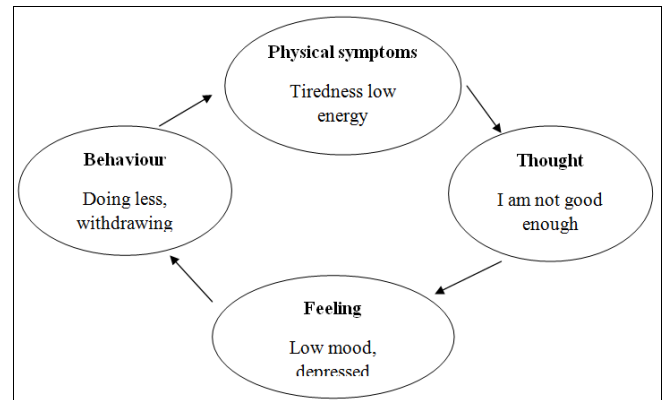 Physical symptoms
Tiredness low
energy
Behaviour
Doing less,
withdrawing
Thought
I am not good
enough
Feeling
Low mood,
depressed